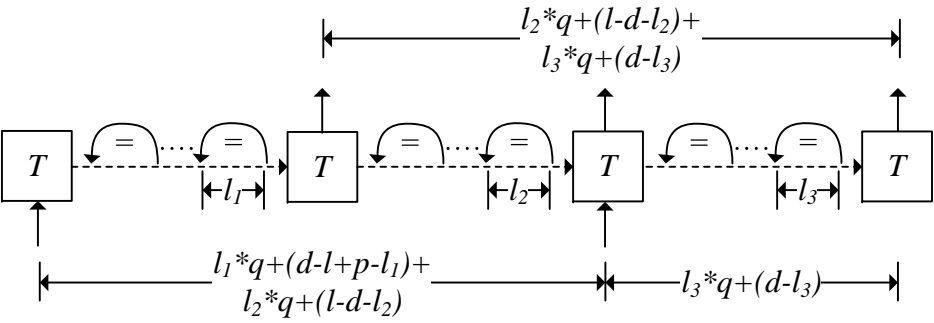 l₂*q+(l-d-l₂)+
l₃*q+(d-l₃)
= ..... = = ..... = = ..... =
T T T T
l₁ l₂ l₃
l₁*q+(d-l+p-l₁)+
l₂*q+(l-d-l₂)
l₃*q+(d-l₃)